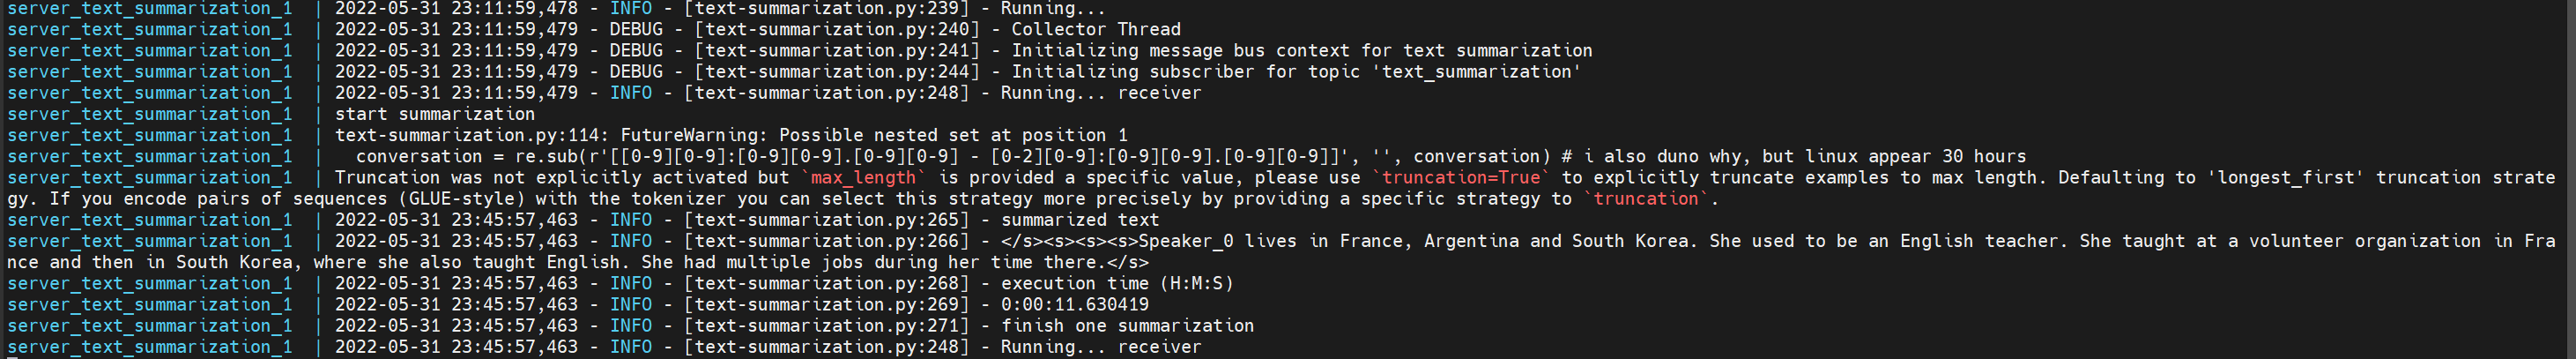 server_text_summarization_1  | 2022-05-31 23:11:59,478 - INFO - [text-summarization.py:239] - Running...
server_text_summarization_1  | 2022-05-31 23:11:59,479 - DEBUG - [text-summarization.py:240] - Collector Thread
server_text_summarization_1  | 2022-05-31 23:11:59,479 - DEBUG - [text-summarization.py:241] - Initializing message bus context for text summarization
server_text_summarization_1  | 2022-05-31 23:11:59,479 - DEBUG - [text-summarization.py:244] - Initializing subscriber for topic 'text_summarization'
server_text_summarization_1  | 2022-05-31 23:11:59,479 - INFO - [text-summarization.py:248] - Running... receiver
server_text_summarization_1  | start summarization
server_text_summarization_1  | text-summarization.py:114: FutureWarning: Possible nested set at position 1
server_text_summarization_1  |   conversation = re.sub(r'[[0-9][0-9]:[0-9][0-9].[0-9][0-9] - [0-2][0-9]:[0-9][0-9].[0-9][0-9]]', '', conversation) # i also duno why, but linux appear 30 hours
server_text_summarization_1  | Truncation was not explicitly activated but `max_length` is provided a specific value, please use `truncation=True` to explicitly truncate examples to max length. Defaulting to 'longest_first' truncation strate
gy. If you encode pairs of sequences (GLUE-style) with the tokenizer you can select this strategy more precisely by providing a specific strategy to `truncation`.
server_text_summarization_1  | 2022-05-31 23:45:57,463 - INFO - [text-summarization.py:265] - summarized text
server_text_summarization_1  | 2022-05-31 23:45:57,463 - INFO - [text-summarization.py:266] - </s><s><s><s>Speaker_0 lives in France, Argentina and South Korea. She used to be an English teacher. She taught at a volunteer organization in Fra
nce and then in South Korea, where she also taught English. She had multiple jobs during her time there.</s>
server_text_summarization_1  | 2022-05-31 23:45:57,463 - INFO - [text-summarization.py:268] - execution time (H:M:S)
server_text_summarization_1  | 2022-05-31 23:45:57,463 - INFO - [text-summarization.py:269] - 0:00:11.630419
server_text_summarization_1  | 2022-05-31 23:45:57,463 - INFO - [text-summarization.py:271] - finish one summarization
server_text_summarization_1  | 2022-05-31 23:45:57,463 - INFO - [text-summarization.py:248] - Running... receiver